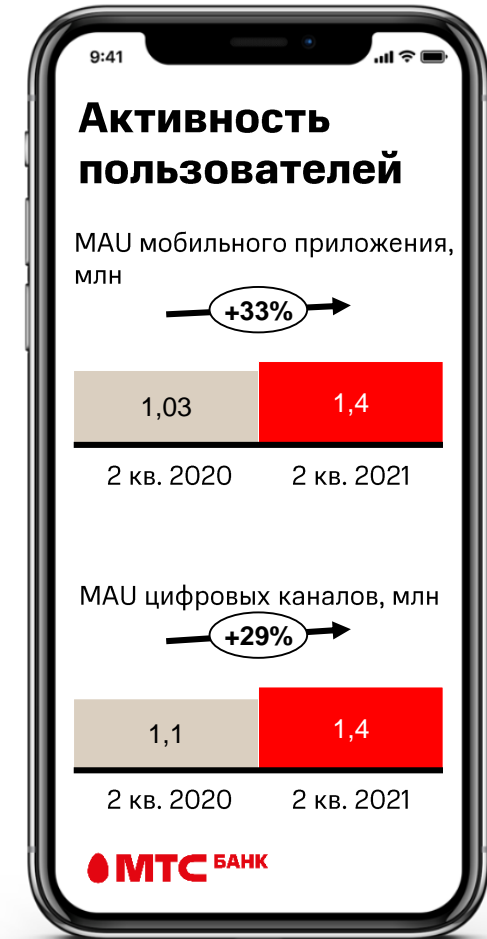 9:41
Активность
пользователей
MAU мобильного приложения,
млн
+33%
1,03
1,4
2 кв. 2020
2 кв. 2021
MAU цифровых каналов, млн
+29%
1,1
1,4
2 кв. 2020
2 кв. 2021
МТС БАНК